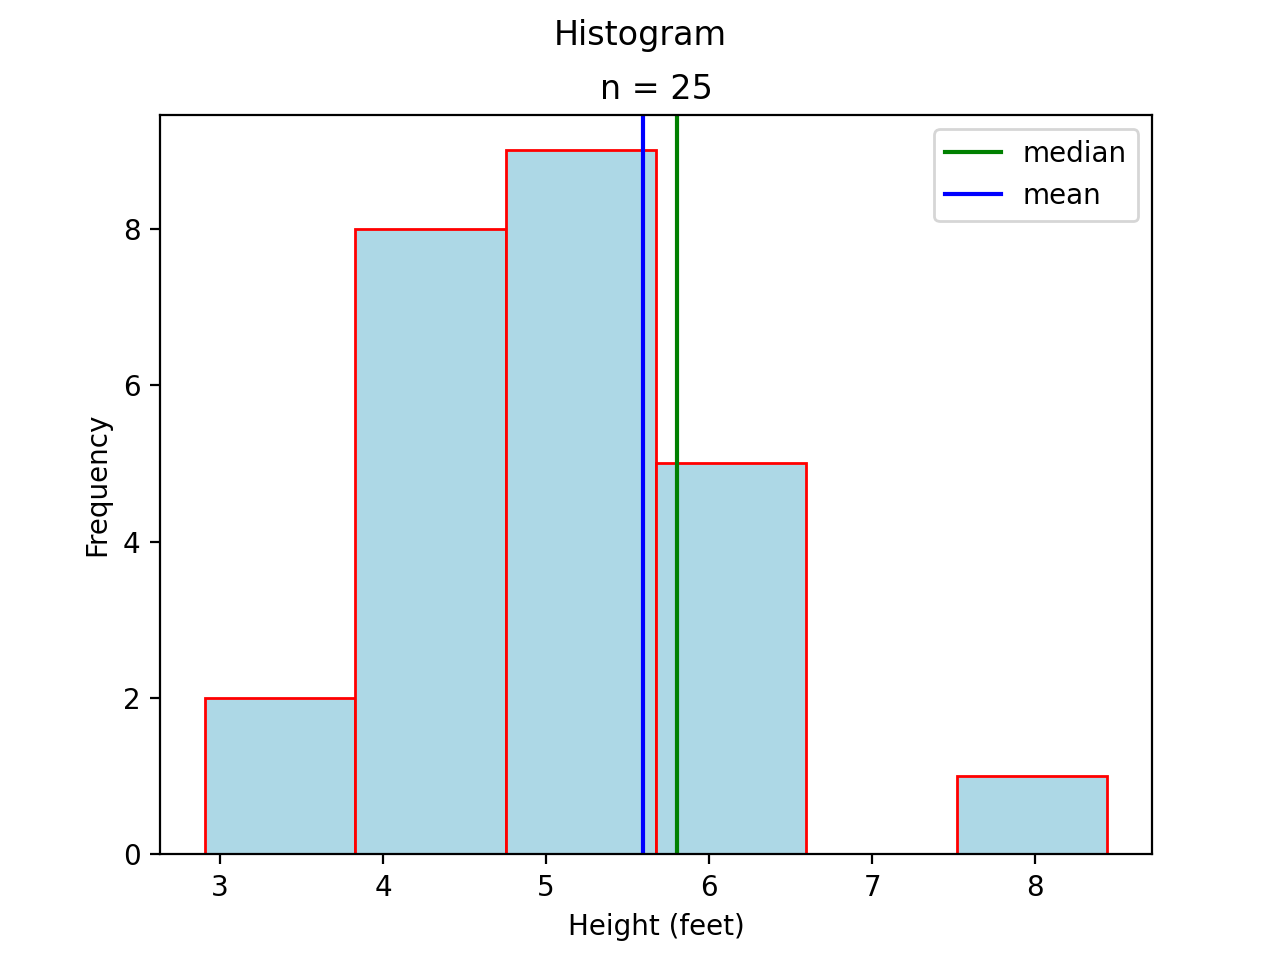 Histogram
n = 25
median
mean
8
6
4
2
0
Frequency
3 4 5 6 7 8
Height (feet)